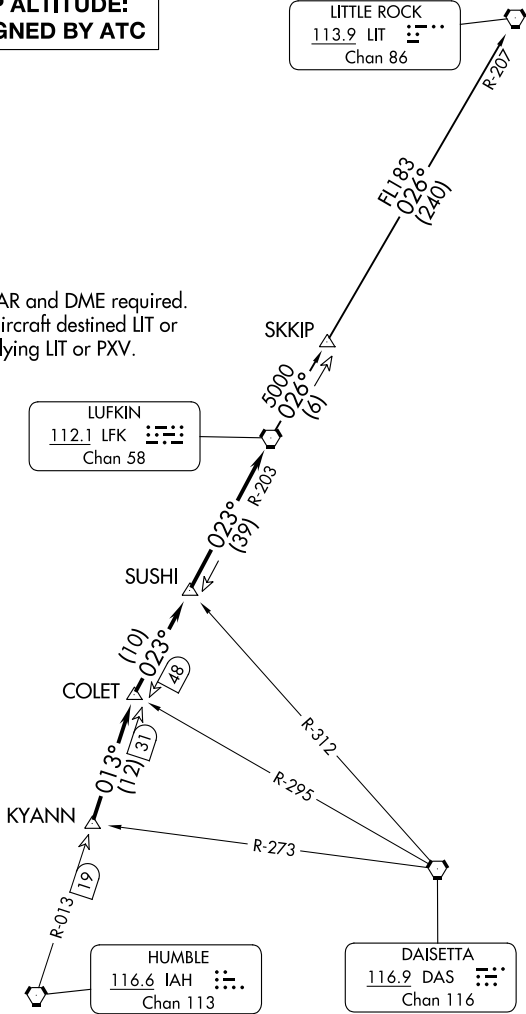 P ALTITUDE:
IGNED BY ATC
LITTLE ROCK
113.9 LIT
Chan 86
R-207
FL183
026°
(240)
AR and DME required.
ircraft destined LIT or
lying LIT or PXV.
SKKIP
5000
026°
(6)
LUFKIN
112.1 LFK
Chan 58
R-203
023°
(39)
SUSHI
(10)
023°
48
COLET
R-312
31
013°
(12)
R-295
KYANN
R-273
19
R-013
HUMBLE
116.6 IAH
Chan 113
DAISETTA
116.9 DAS
Chan 116